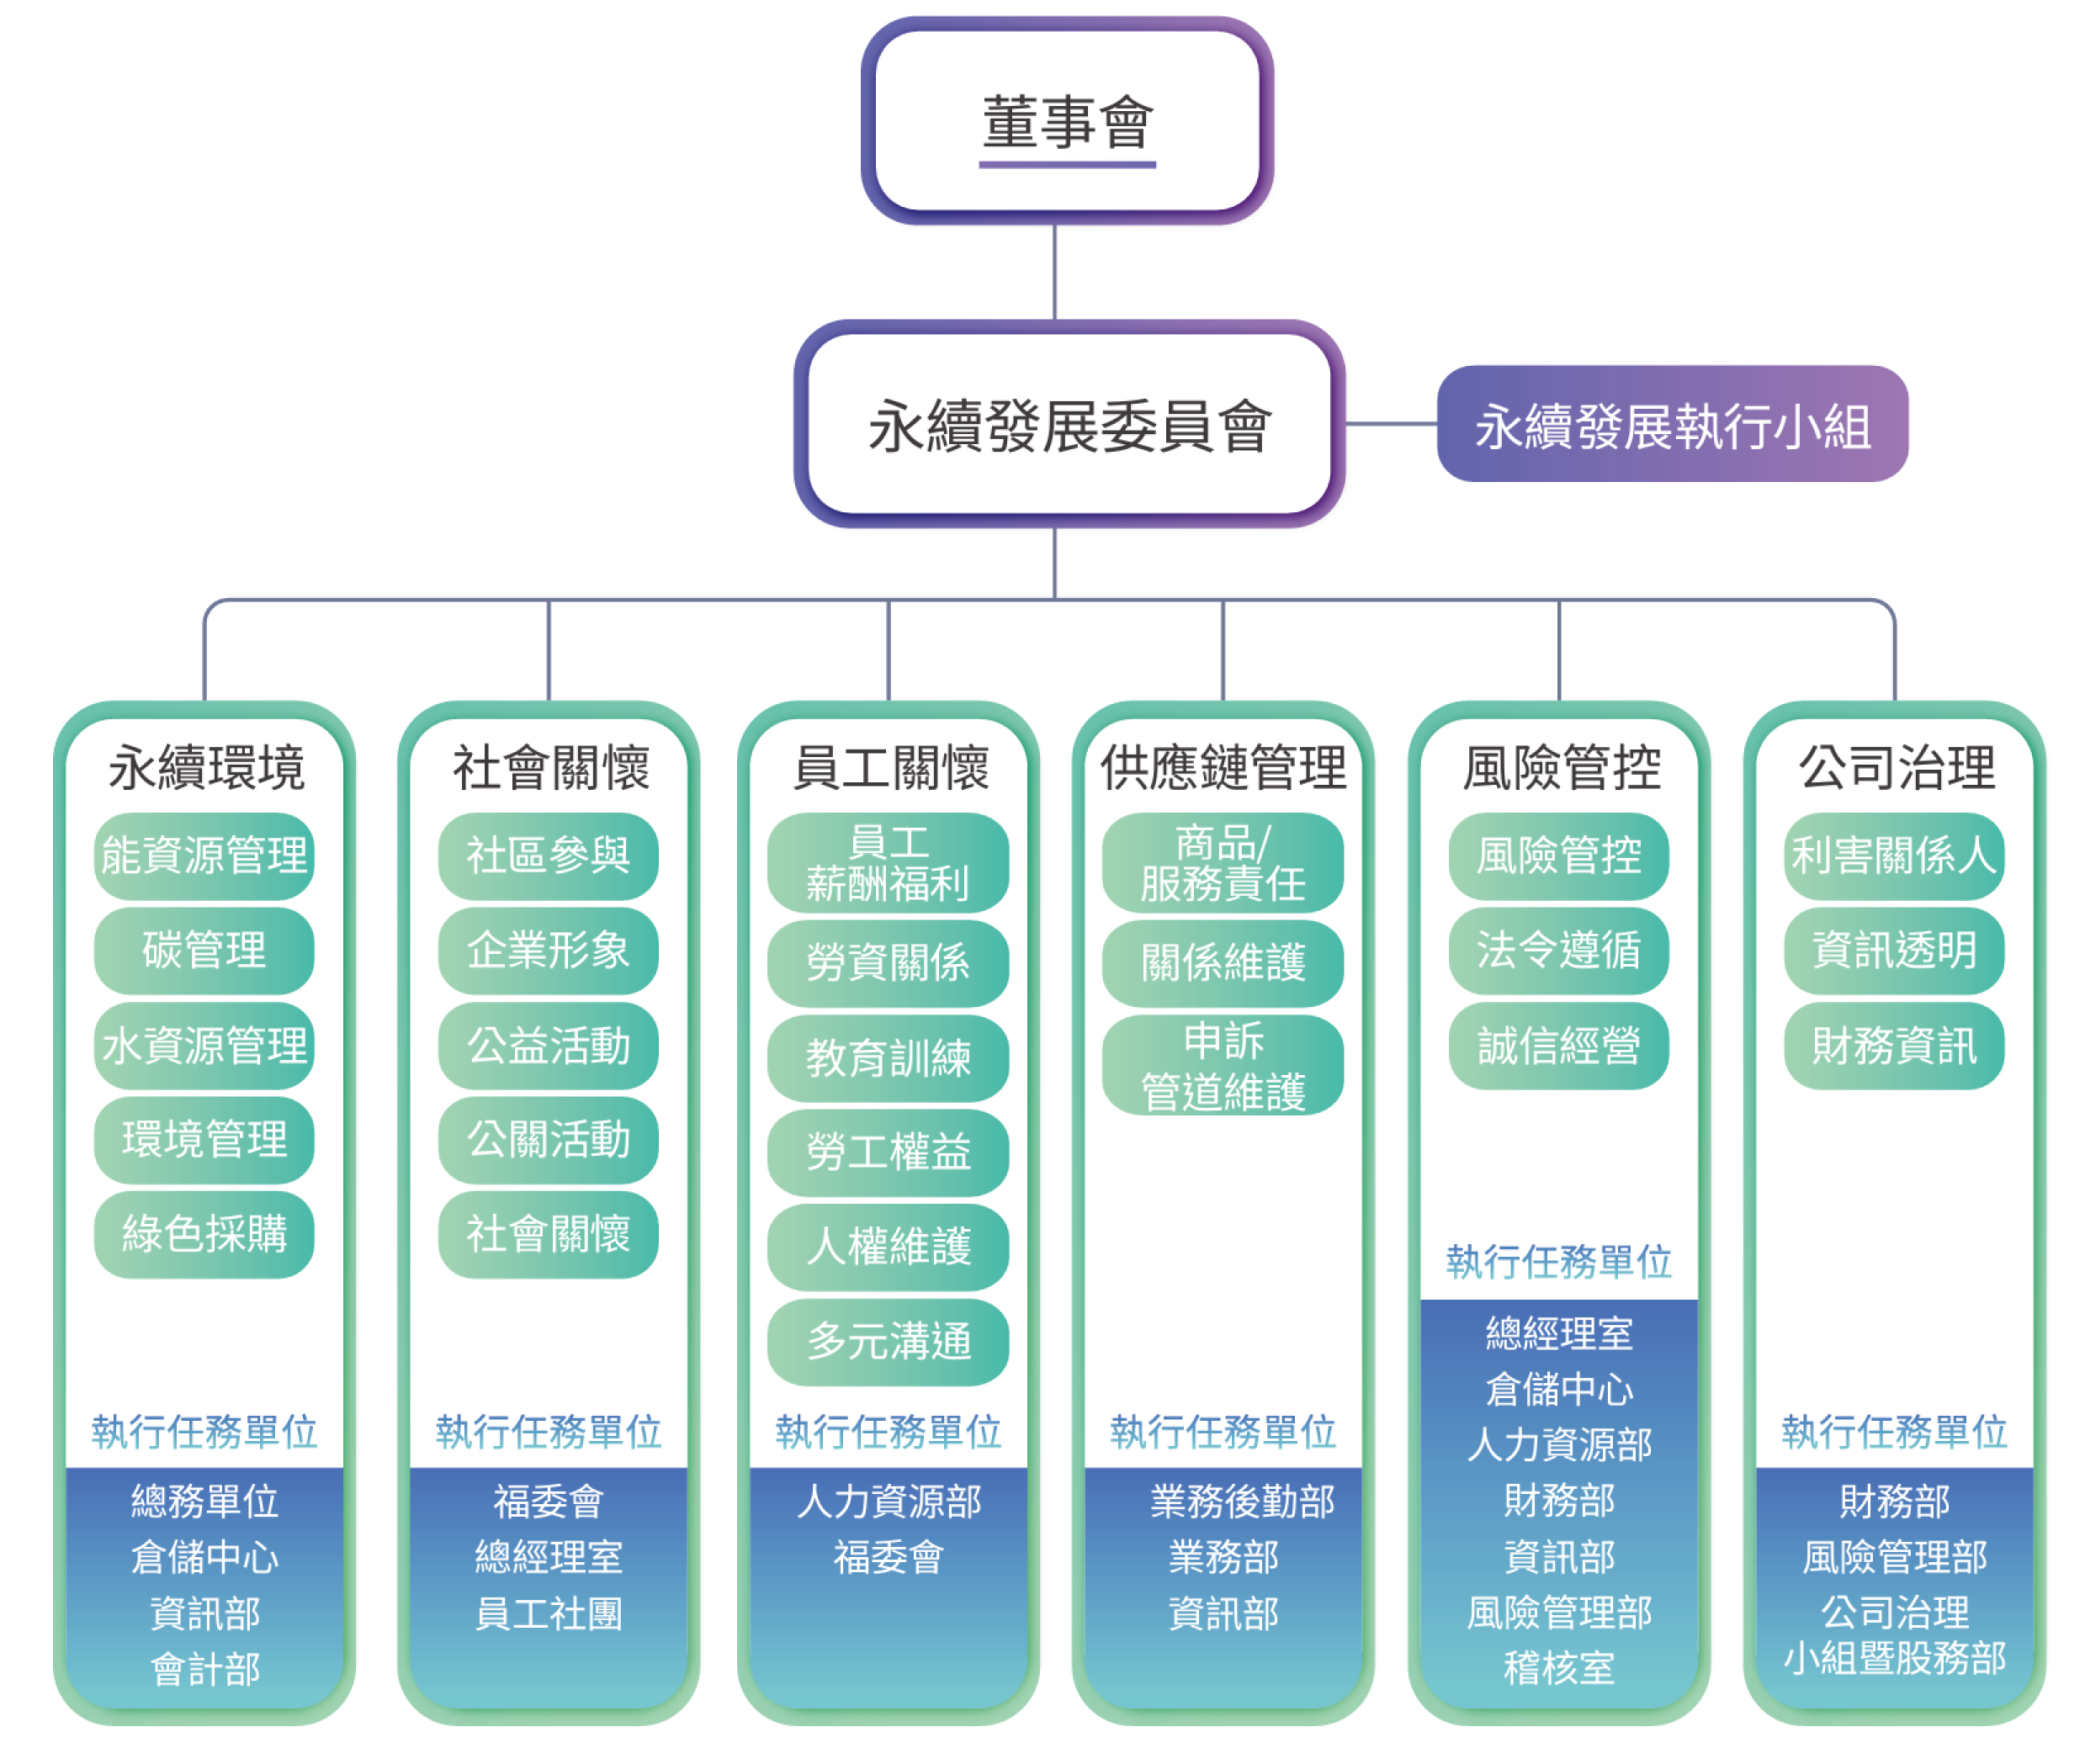 董事會
永續發展委員會
永續發展執行小組
永續環境
能資源管理
碳管理
水資源管理
環境管理
綠色採購
執行任務單位
總務單位
倉儲中心
資訊部
會計部
社會關懷
社區參與
企業形象
公益活動
公關活動
社會關懷
執行任務單位
福委會
總經理室
員工社團
員工關懷
員工
薪酬福利
勞資關係
教育訓練
勞工權益
人權維護
多元溝通
執行任務單位
人力資源部
福委會
供應鏈管理
商品/
服務責任
關係維護
申訴
管道維護
執行任務單位
業務後勤部
業務部
資訊部
風險管控
風險管控
法令遵循
誠信經營
執行任務單位
總經理室
倉儲中心
人力資源部
財務部
資訊部
風險管理部
稽核室
公司治理
利害關係人
資訊透明
財務資訊
執行任務單位
財務部
風險管理部
公司治理
小組暨股務部